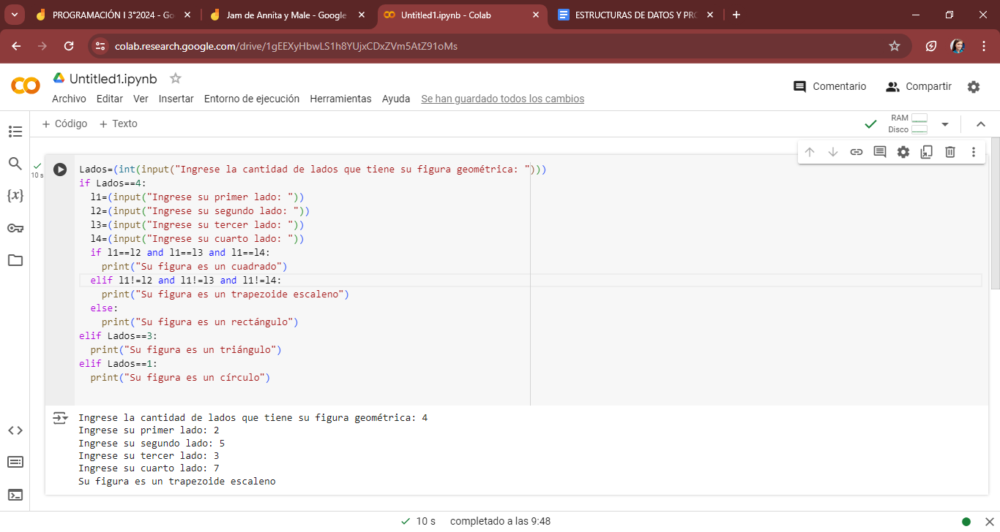 PROGRAMACIÓN I 3°2024 - Go
Jam de Annita y Male - Google
Untitled1.ipynb - Colab
ESTRUCTURAS DE DATOS Y PRO
colab.research.google.com/drive/1gEEXyHbwLS1h8YUjxCDxZVm5AtZ91oMs
Untitled1.ipynb
Archivo Editar Ver Insertar Entorno de ejecución Herramientas Ayuda Se han guardado todos los cambios
Comentario Compartir
+ Código + Texto
RAM
Disco
10 s
Lados=(int(input("Ingrese la cantidad de lados que tiene su figura geométrica: ")))
if Lados==4:
  l1=(input("Ingrese su primer lado: "))
  l2=(input("Ingrese su segundo lado: "))
  l3=(input("Ingrese su tercer lado: "))
  l4=(input("Ingrese su cuarto lado: "))
  if l1==l2 and l1==l3 and l1==l4:
    print("Su figura es un cuadrado")
  elif l1!=l2 and l1!=l3 and l1!=l4:
    print("Su figura es un trapezoide escaleno")
  else:
    print("Su figura es un rectángulo")
elif Lados==3:
  print("Su figura es un triángulo")
elif Lados==1:
  print("Su figura es un círculo")
Ingrese la cantidad de lados que tiene su figura geométrica: 4
Ingrese su primer lado: 2
Ingrese su segundo lado: 5
Ingrese su tercer lado: 3
Ingrese su cuarto lado: 7
Su figura es un trapezoide escaleno
10 s completado a las 9:48